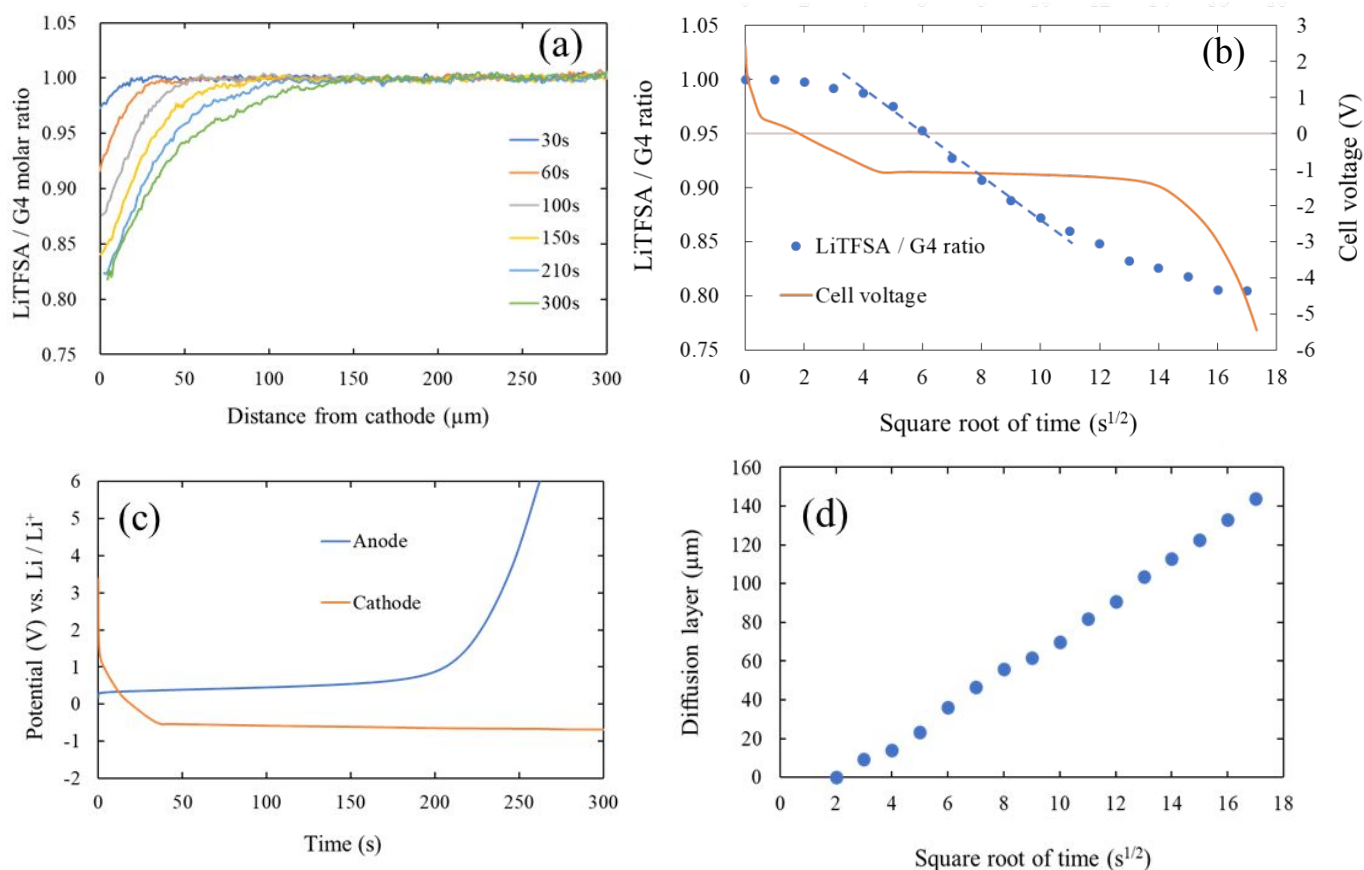 (a)
1.05
1.00
0.95
0.90
0.85
0.80
0.75
LiTFSA / G4 molar ratio
30s
60s
100s
150s
210s
300s
0 50 100 150 200 250 300
Distance from cathode (µm)
(b)
1.05
1.00
0.95
0.90
0.85
0.80
0.75
LiTFSA / G4 ratio
LiTFSA / G4 ratio
Cell voltage
3
2
1
0
-1
-2
-3
-4
-5
-6
Cell voltage (V)
0 2 4 6 8 10 12 14 16 18
Square root of time (s1/2)
(c)
6
5
4
3
2
1
0
-1
-2
Potential (V) vs. Li / Li+
Anode
Cathode
0 50 100 150 200 250 300
Time (s)
(d)
160
140
120
100
80
60
40
20
0
Diffusion layer (µm)
0 2 4 6 8 10 12 14 16 18
Square root of time (s1/2)